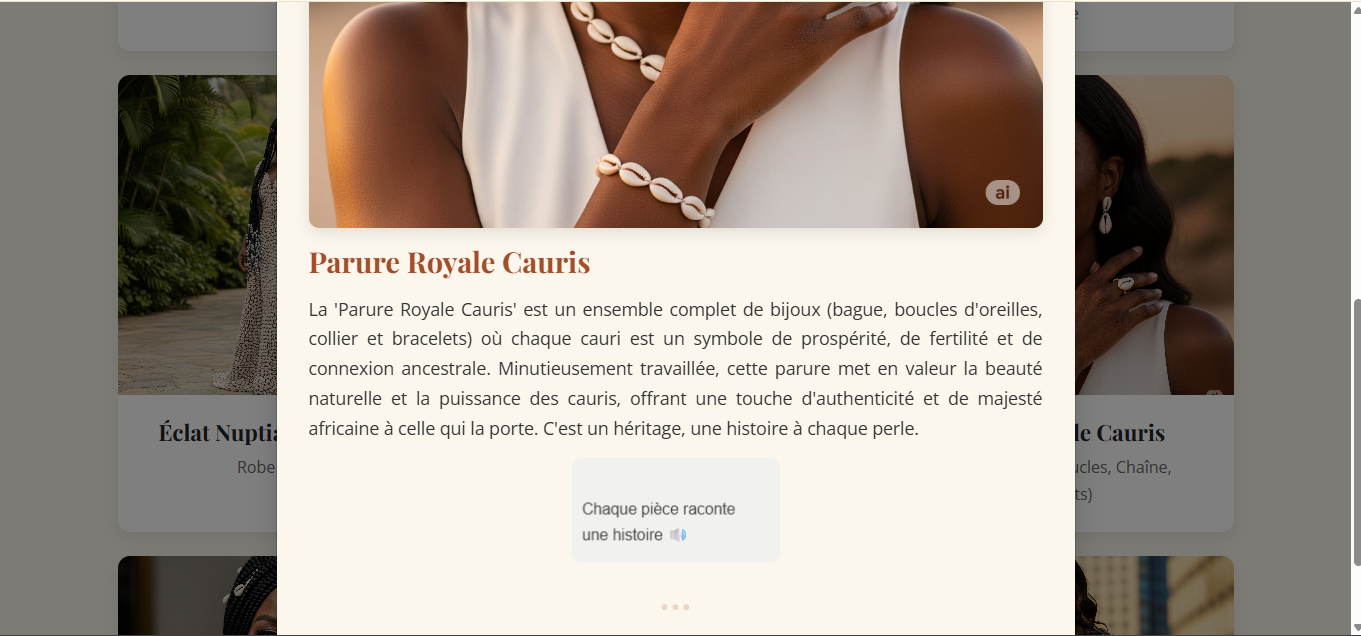 ai
Parure Royale Cauris
La 'Parure Royale Cauris' est un ensemble complet de bijoux (bague, boucles d'oreilles,
collier et bracelets) où chaque cauri est un symbole de prospérité, de fertilité et de
connexion ancestrale. Minutieusement travaillée, cette parure met en valeur la beauté
naturelle et la puissance des cauris, offrant une touche d'authenticité et de majesté
africaine à celle qui la porte. C'est un héritage, une histoire à chaque perle.
Chaque pièce raconte
une histoire 🔊
Éclat Nuptia
Robe
le Cauris
ucles, Chaîne,
ts)